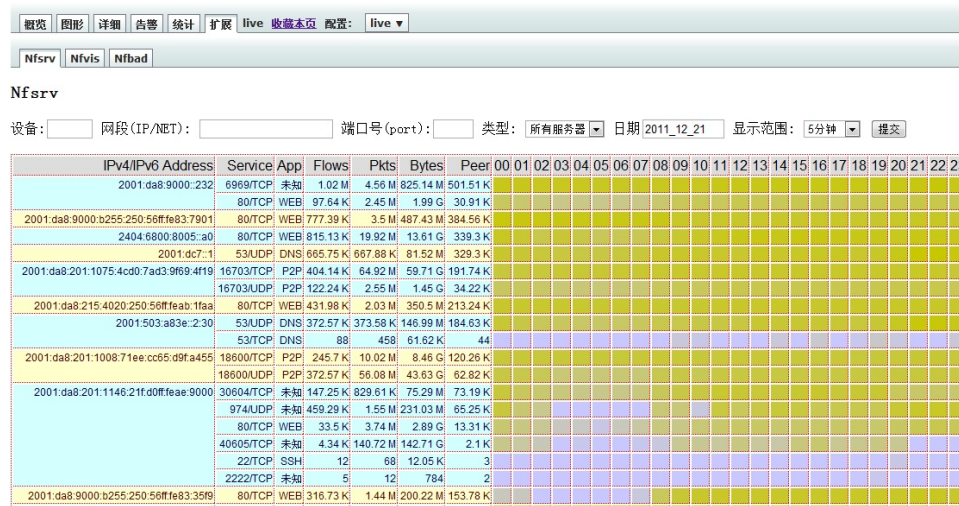 概览 图形 详细 告警 统计 扩展 live 收藏本页 配置: live ▼
Nfsrv Nfvis Nfbad
Nfsrv
设备: 网段(IP/NET): 端口号(port): 类型: 所有服务器 日期 2011_12_21 显示范围: 5分钟 提交
IPv4/IPv6 Address Service App Flows Pkts Bytes Peer 00 01 02 03 04 05 06 07 08 09 10 11 12 13 14 15 16 17 18 19 20 21 22
2001:da8:9000::232 6969/TCP 未知 1.02 M 4.56 M 825.14 M 501.51 K
80/TCP WEB 97.64 K 2.45 M 1.99 G 30.91 K
2001:da8:9000:b255:250:56ff:fe83:7901 80/TCP WEB 777.39 K 3.5 M 487.43 M 384.56 K
2404:6800:8005::a0 80/TCP WEB 815.13 K 19.92 M 13.61 G 339.3 K
2001:dc7::1 53/UDP DNS 665.75 K 667.88 K 81.52 M 329.3 K
2001:da8:201:1075:4cd0:7ad3:9f69:4f19 16703/TCP P2P 404.14 K 64.92 M 59.71 G 191.74 K
16703/UDP P2P 122.24 K 2.55 M 1.45 G 34.22 K
2001:da8:215:4020:250:56ff:feab:1faa 80/TCP WEB 431.98 K 2.03 M 350.5 M 213.24 K
2001:503:a83e::2:30 53/UDP DNS 372.57 K 373.58 K 146.99 M 184.63 K
53/TCP DNS 88 458 61.62 K 44
2001:da8:201:1008:71ee:cc65:d9f:a455 18600/TCP P2P 245.7 K 10.02 M 8.46 G 120.26 K
18600/UDP P2P 372.57 K 56.08 M 43.63 G 62.82 K
2001:da8:201:1146:21f:d0ff:feae:9000 30604/TCP 未知 147.25 K 829.61 K 75.29 M 73.19 K
974/UDP 未知 459.29 K 1.55 M 231.03 M 65.25 K
80/TCP WEB 33.5 K 3.74 M 2.89 G 13.31 K
40605/TCP 未知 4.34 K 140.72 M 142.71 G 2.1 K
22/TCP SSH 12 68 12.05 K 3
2222/TCP 未知 5 12 784 2
2001:da8:9000:b255:250:56ff:fe83:35f9 80/TCP WEB 316.73 K 1.44 M 200.22 M 153.78 K